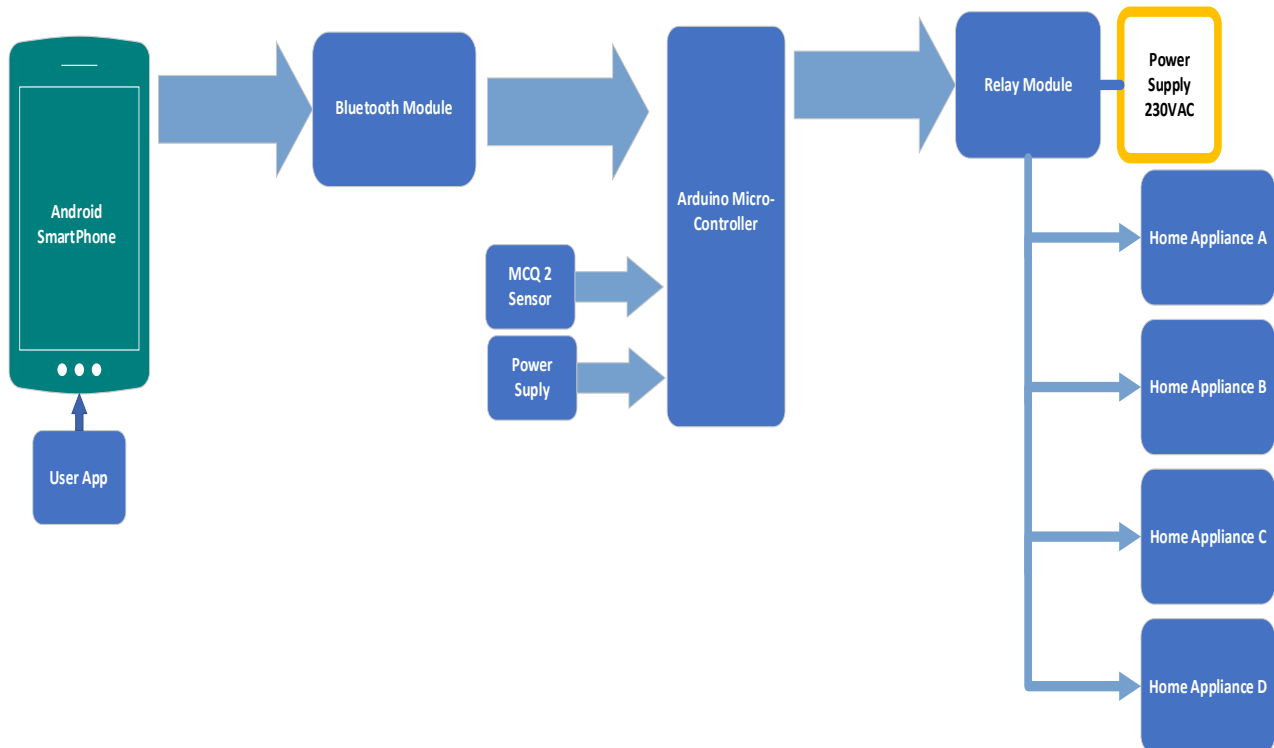 Android
SmartPhone
User App
Bluetooth Module
MCQ 2
Sensor
Power
Suply
Arduino Micro-
Controller
Relay Module
Power
Supply
230VAC
Home Appliance A
Home Appliance B
Home Appliance C
Home Appliance D